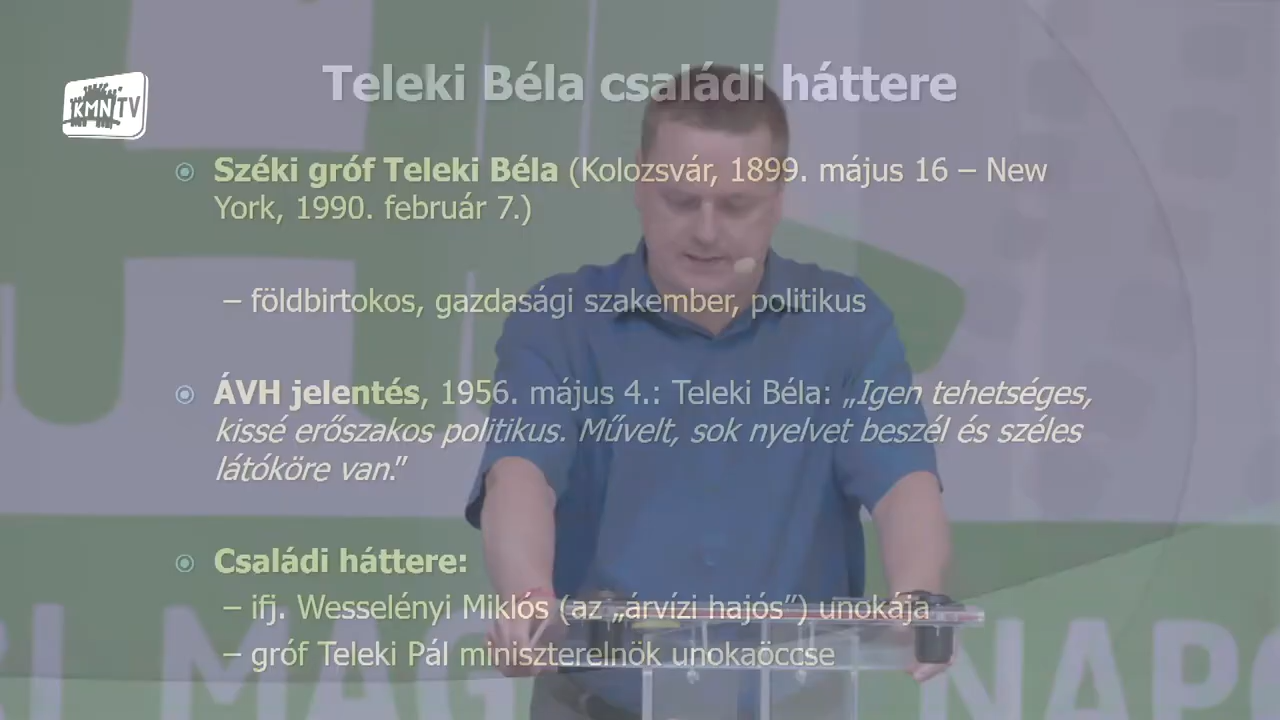 KMN TV
Teleki Béla családi háttere
Széki gróf Teleki Béla (Kolozsvár, 1899. május 16 – New
York, 1990. február 7.)
– földbirtokos, gazdasági szakember, politikus
ÁVH jelentés, 1956. május 4.: Teleki Béla: „Igen tehetséges,
kissé erőszakos politikus. Művelt, sok nyelvet beszél és széles
látóköre van."
Családi háttere:
– ifj. Wesselényi Miklós (az „árvízi hajós") unokája
– gróf Teleki Pál miniszterelnök unokaöccse
MAG NAPO